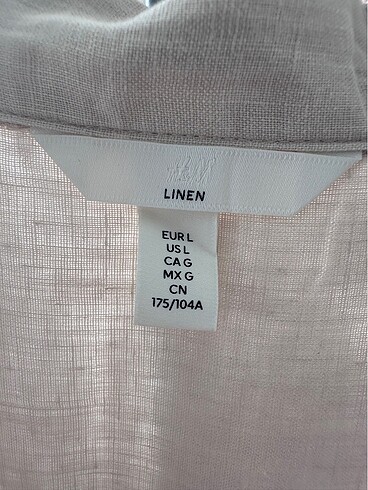 H&M
LINEN
EUR L
US L
CA G
MX G
CN
175/104A